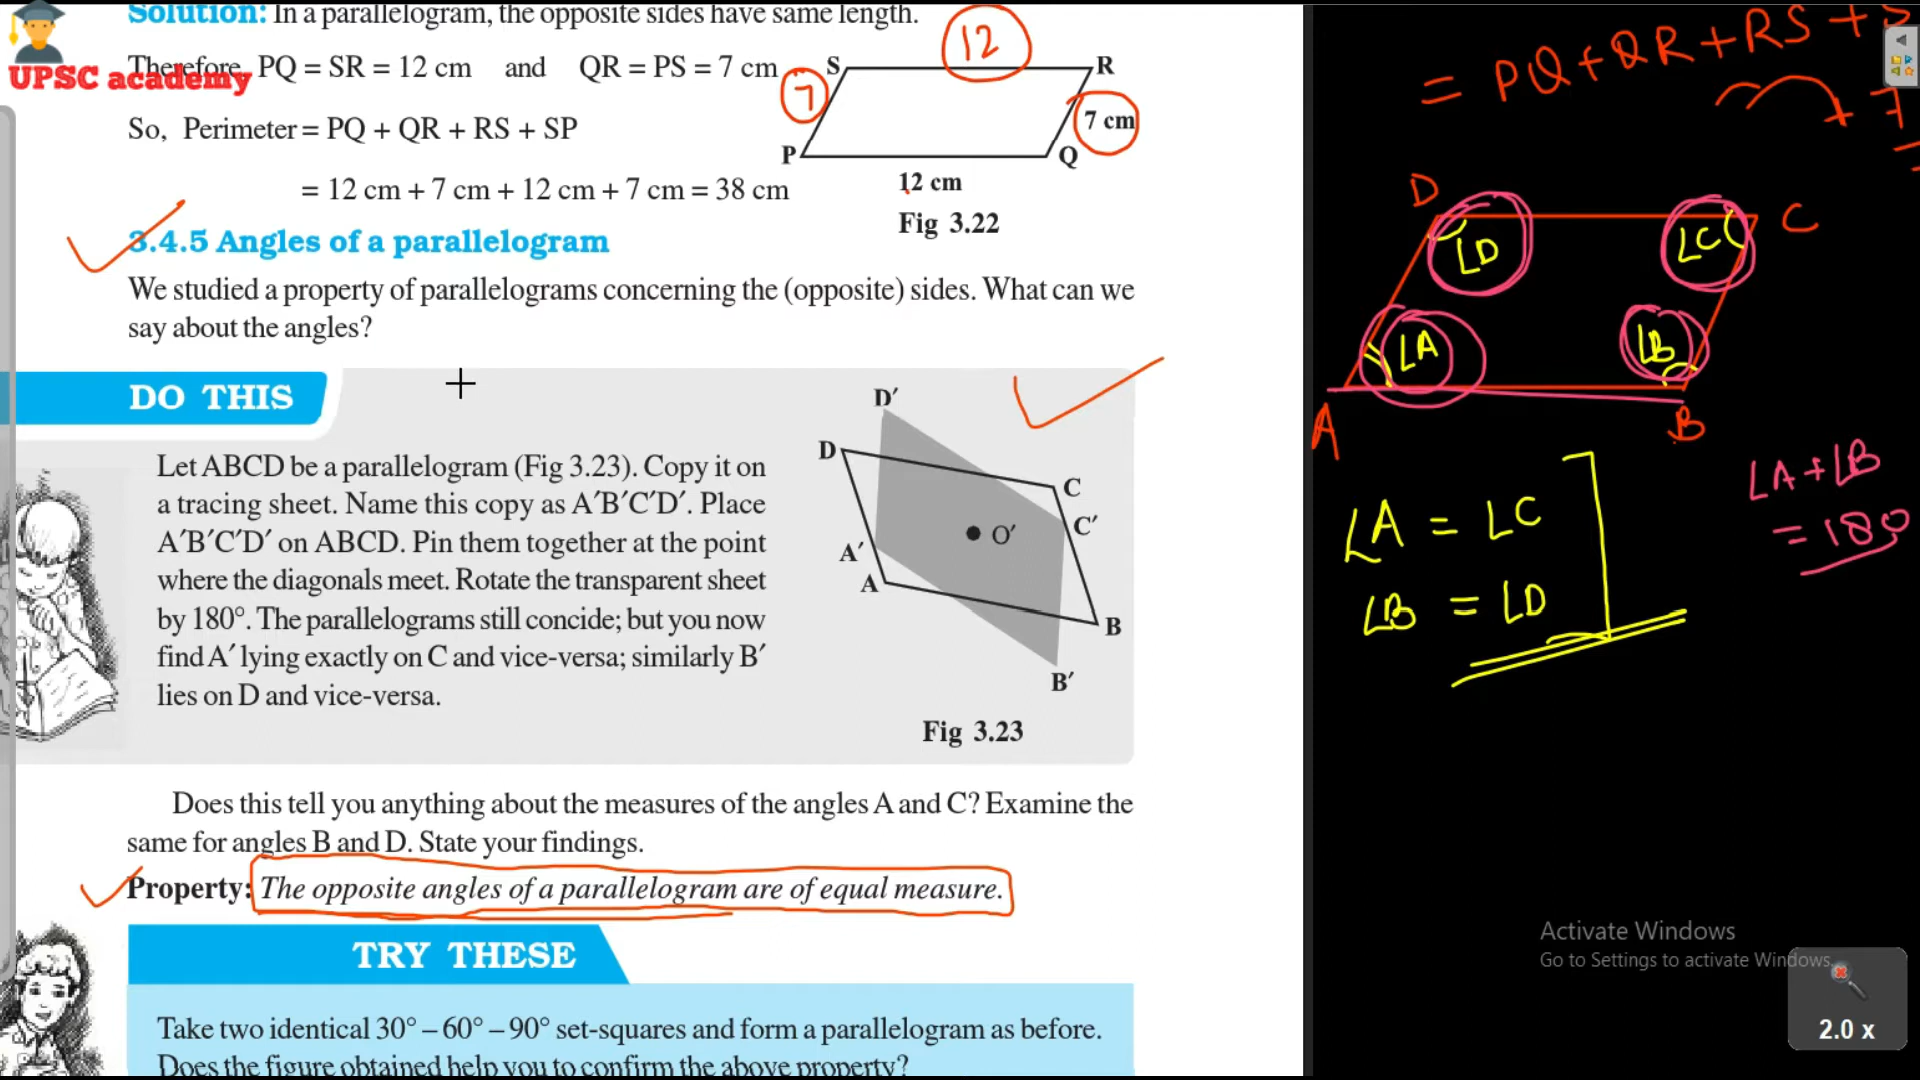 Solution: In a parallelogram, the opposite sides have same length.
UPSC academy
Therefore, PQ = SR = 12 cm and QR = PS = 7 cm
So, Perimeter = PQ + QR + RS + SP
= 12 cm + 7 cm + 12 cm + 7 cm = 38 cm
12
S
R
7
7 cm
P
Q
12 cm
Fig 3.22
3.4.5 Angles of a parallelogram
We studied a property of parallelograms concerning the (opposite) sides. What can we
say about the angles?
DO THIS
Let ABCD be a parallelogram (Fig 3.23). Copy it on
a tracing sheet. Name this copy as A′B′C′D′. Place
A′B′C′D′ on ABCD. Pin them together at the point
where the diagonals meet. Rotate the transparent sheet
by 180°. The parallelograms still concide; but you now
find A′ lying exactly on C and vice-versa; similarly B′
lies on D and vice-versa.
D′
D
C
C′
O′
A′
A
B
B′
Fig 3.23
Does this tell you anything about the measures of the angles A and C? Examine the
same for angles B and D. State your findings.
Property: The opposite angles of a parallelogram are of equal measure.
TRY THESE
Take two identical 30° – 60° – 90° set-squares and form a parallelogram as before.
Does the figure obtained help you to confirm the above property?
= PQ+QR+RS+S
+ 7
=
D
C
∠D
∠C
∠A
∠B
A
B
∠A+∠B
= 180
∠A = ∠C
∠B = ∠D
Activate Windows
Go to Settings to activate Windows.
2.0 x